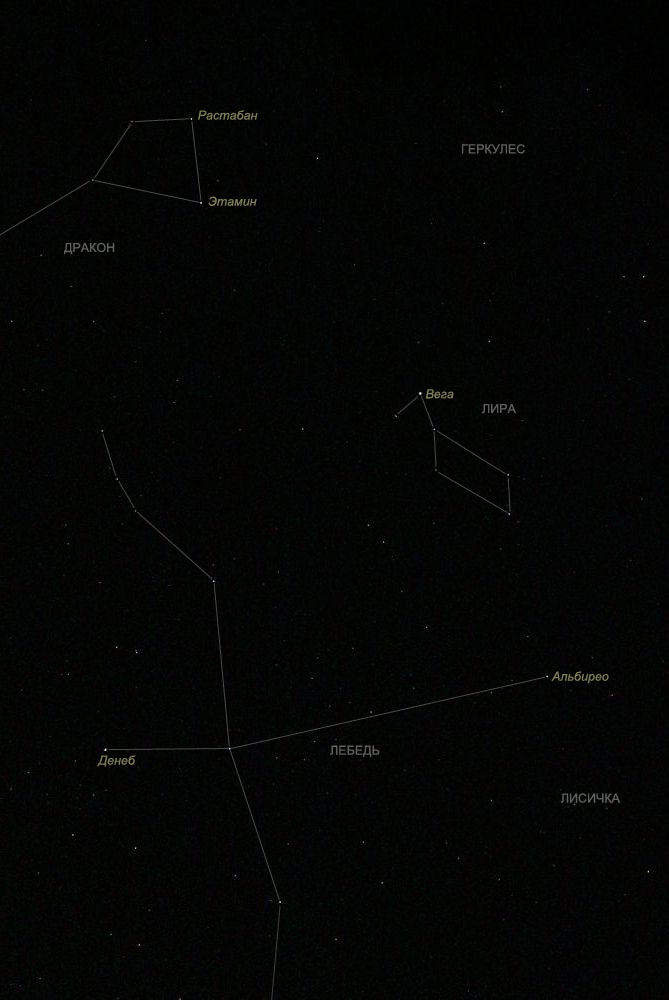 Растабан
ГЕРКУЛЕС
Этамин
ДРАКОН
Вега
ЛИРА
Альбирео
ЛЕБЕДЬ
Денеб
ЛИСИЧКА